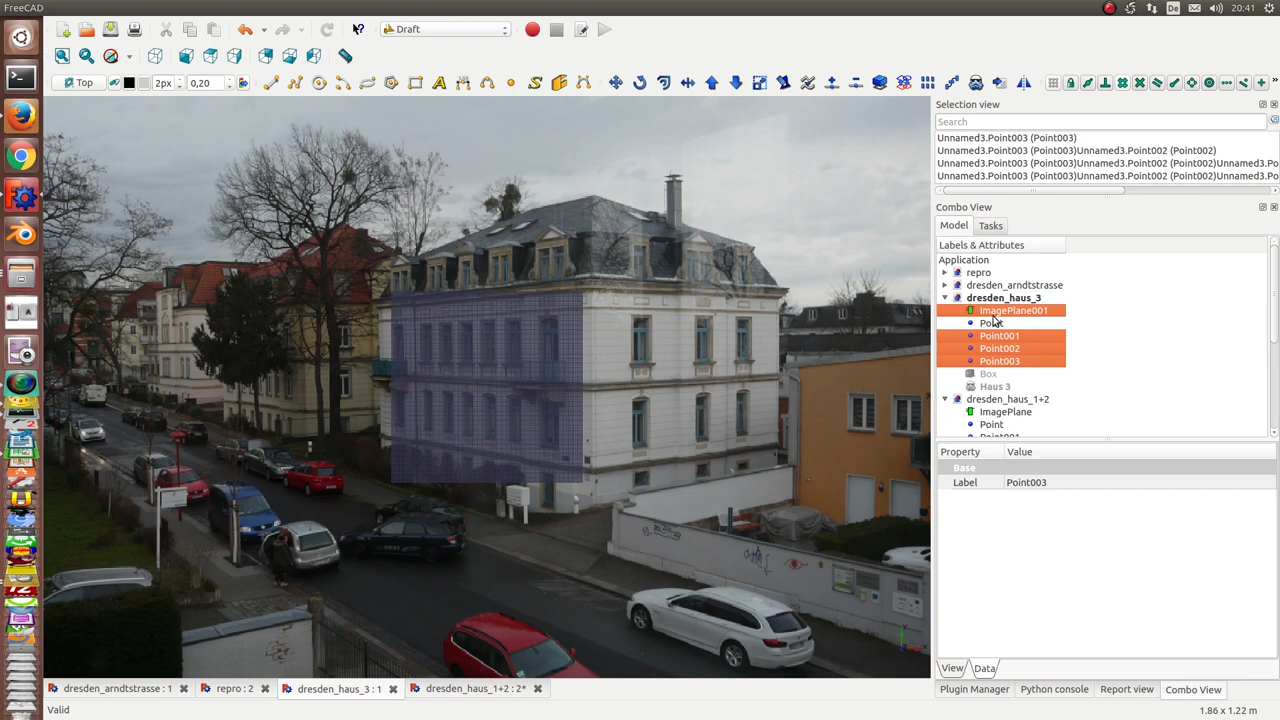 FreeCAD
De
20:41
Draft
Top
2px
0,20
Selection view
Search
Unnamed3.Point003 (Point003)
Unnamed3.Point003 (Point003)Unnamed3.Point002 (Point002)
Unnamed3.Point003 (Point003)Unnamed3.Point002 (Point002)Unnamed3.Po
Unnamed3.Point003 (Point003)Unnamed3.Point002 (Point002)Unnamed3.Po
Combo View
Model Tasks
Labels & Attributes
Application
repro
dresden_arndtstrasse
dresden_haus_3
ImagePlane001
Point
Point001
Point002
Point003
Box
Haus 3
dresden_haus_1+2
ImagePlane
Point
Point001
Property Value
Base
Label Point003
View Data
dresden_arndtstrasse : 1
repro : 2
dresden_haus_3 : 1
dresden_haus_1+2 : 2*
Plugin Manager Python console Report view Combo View
Valid
1.86 x 1.22 m